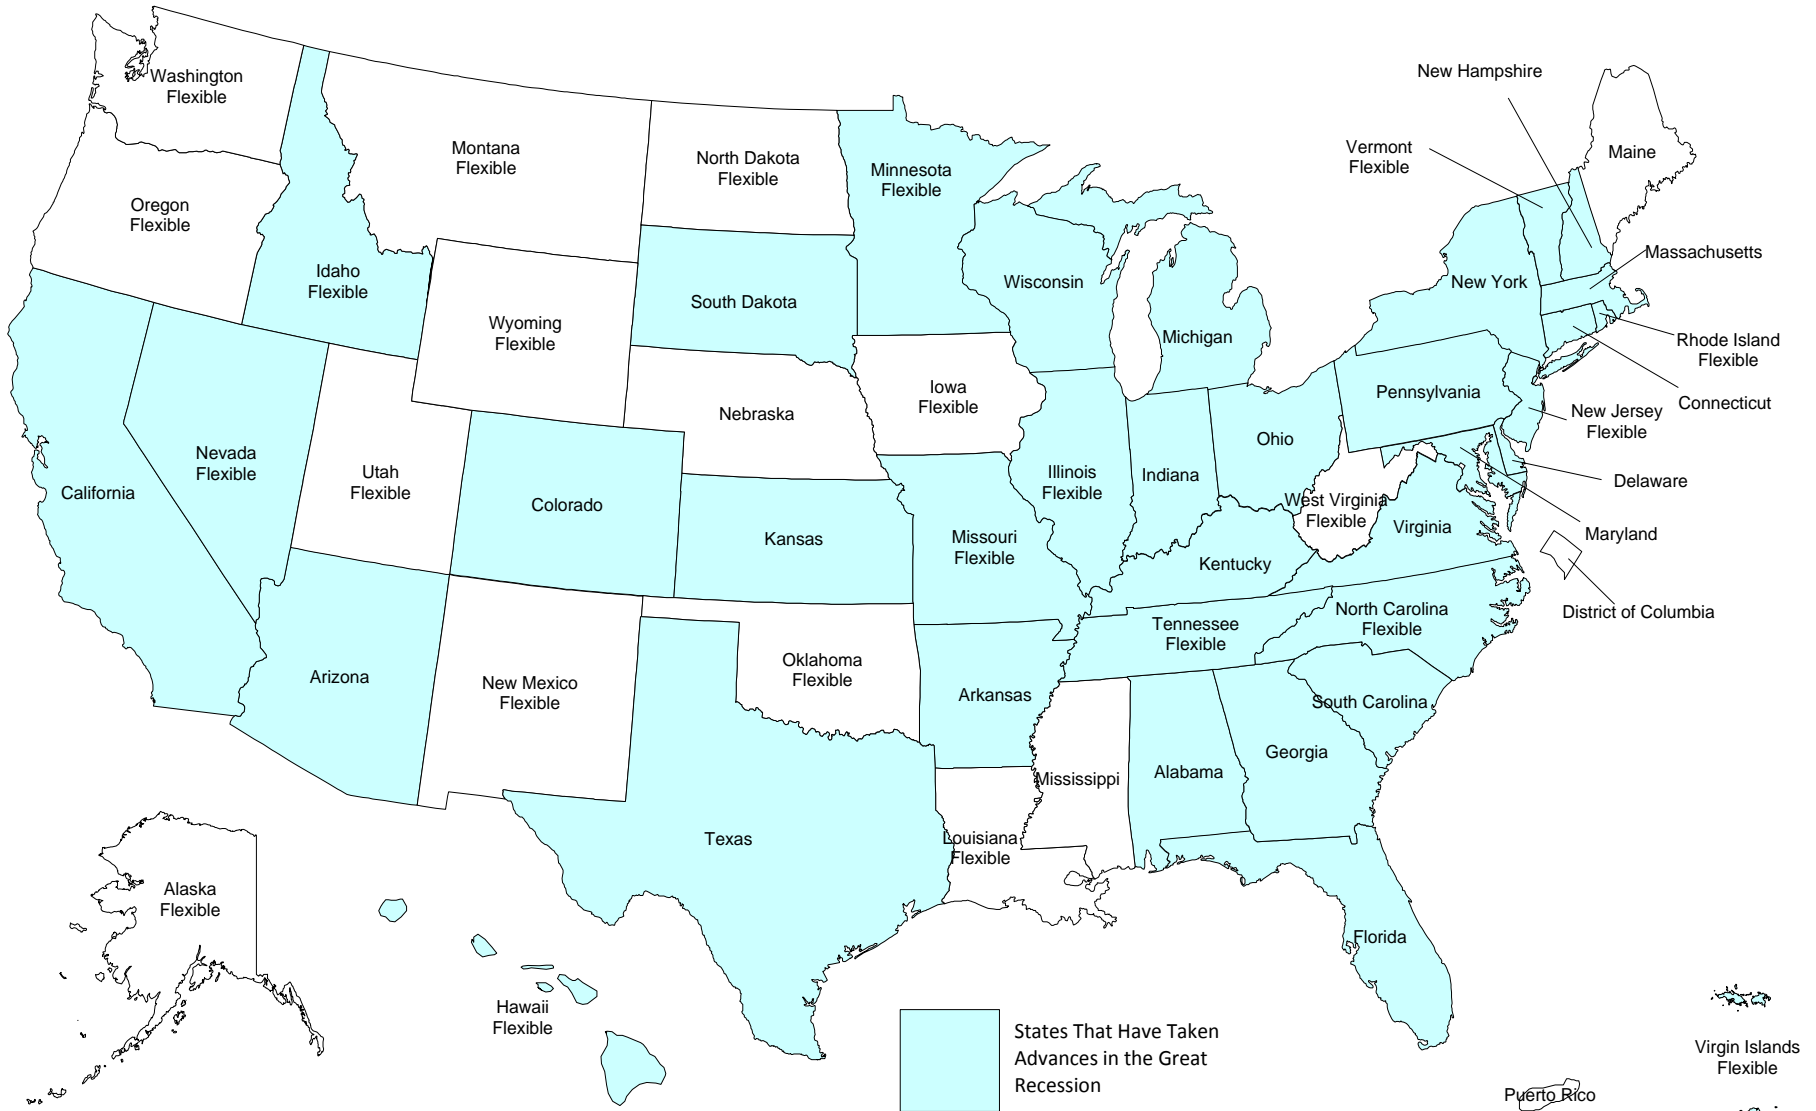 Washington
Flexible
Montana
Flexible
North Dakota
Flexible
Minnesota
Flexible
New Hampshire
Vermont
Flexible
Maine
Oregon
Flexible
Idaho
Flexible
Wyoming
Flexible
South Dakota
Wisconsin
Michigan
New York
Massachusetts
Rhode Island
Flexible
Connecticut
New Jersey
Flexible
Pennsylvania
Delaware
Maryland
District of Columbia
Nebraska
Iowa
Flexible
Illinois
Flexible
Indiana
Ohio
West Virginia
Flexible
Virginia
California
Nevada
Flexible
Utah
Flexible
Colorado
Kansas
Missouri
Flexible
Kentucky
Tennessee
Flexible
North Carolina
Flexible
South Carolina
Arizona
New Mexico
Flexible
Oklahoma
Flexible
Arkansas
Mississippi
Alabama
Georgia
Texas
Louisiana
Flexible
Florida
Alaska
Flexible
Hawaii
Flexible
States That Have Taken
Advances in the Great
Recession
Virgin Islands
Flexible
Puerto Rico